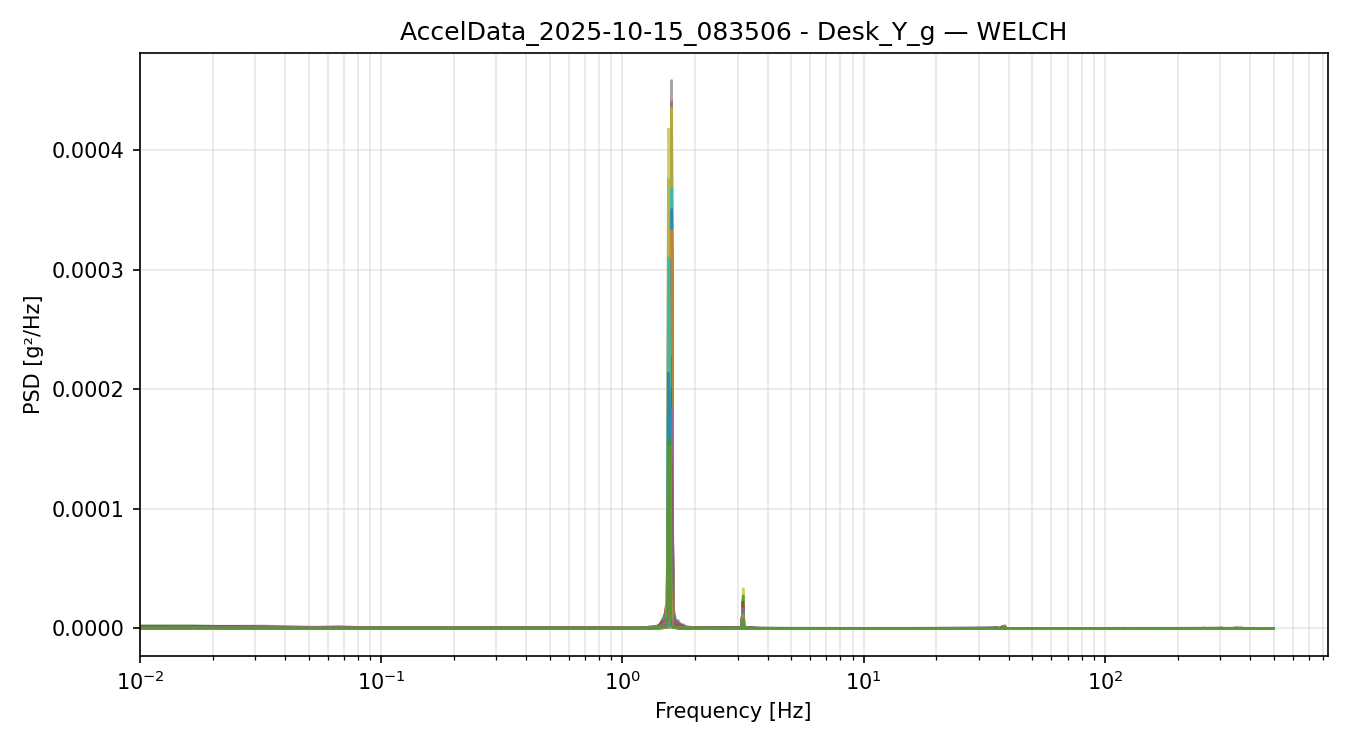 AccelData_2025-10-15_083506 - Desk_Y_g — WELCH
PSD [g²/Hz]
0.0004
0.0003
0.0002
0.0001
0.0000
10⁻² 10⁻¹ 10⁰ 10¹ 10²
Frequency [Hz]